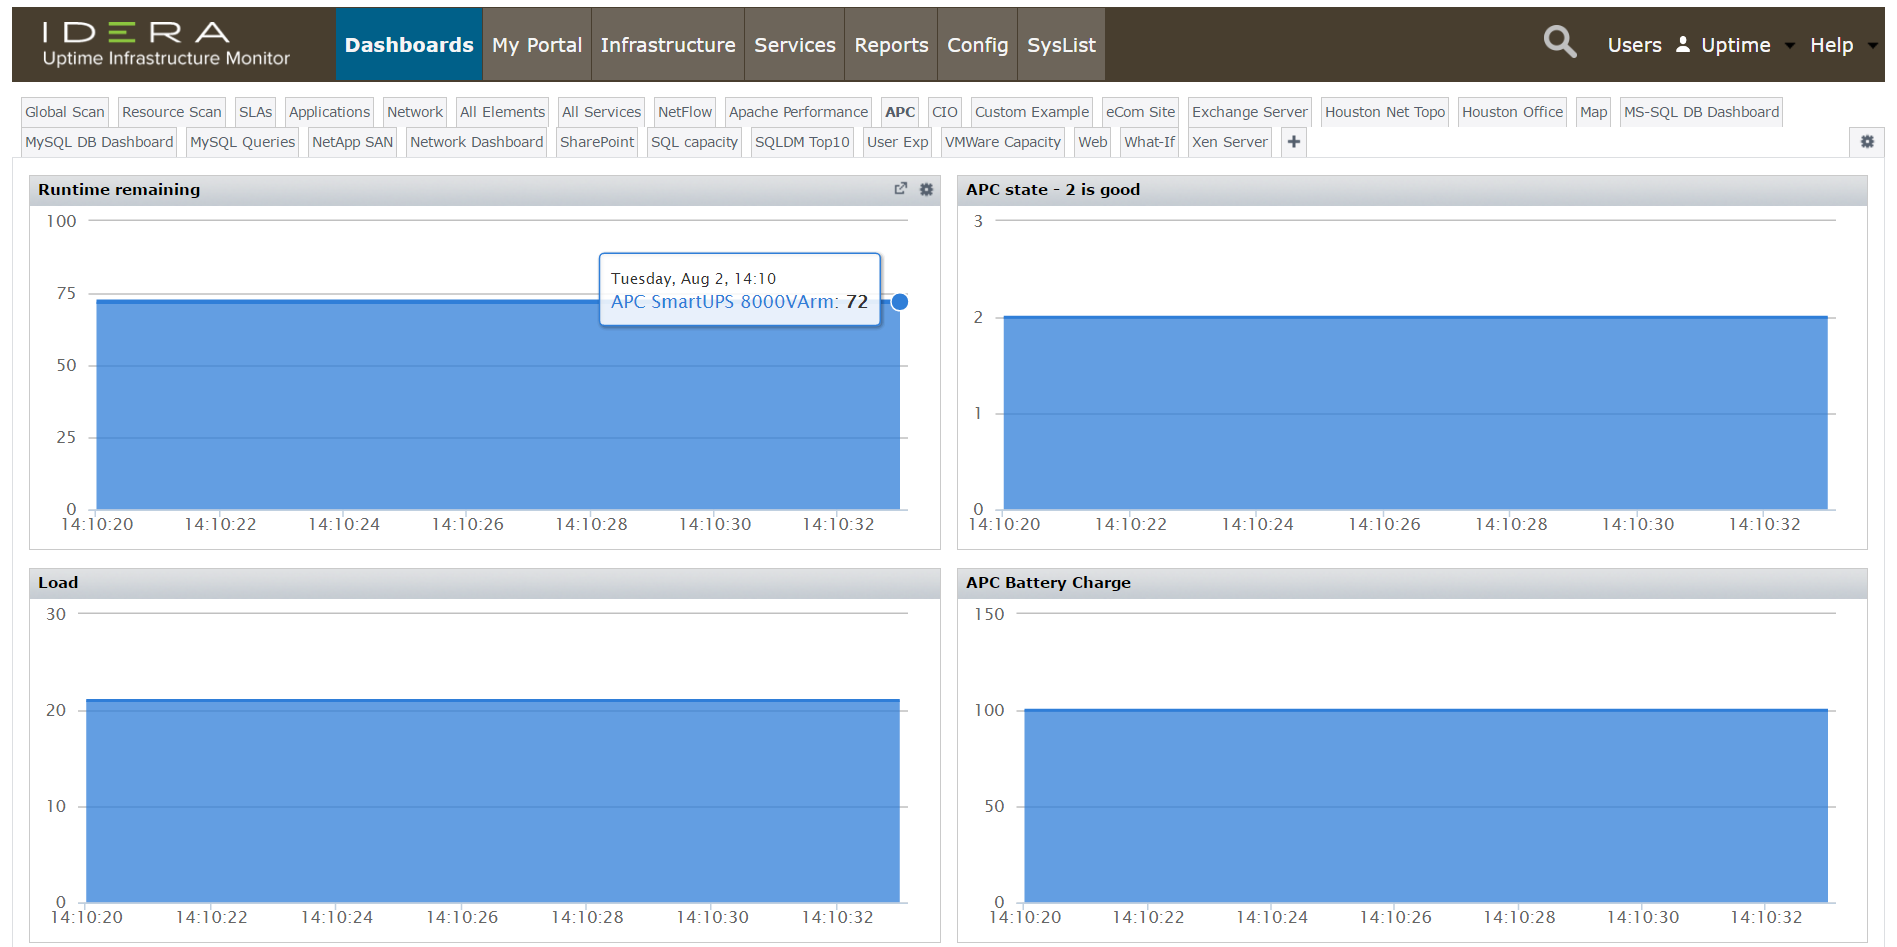 IDERA
Uptime Infrastructure Monitor
Dashboards My Portal Infrastructure Services Reports Config SysList Users Uptime Help
Global Scan Resource Scan SLAs Applications Network All Elements All Services NetFlow Apache Performance APC CIO Custom Example eCom Site Exchange Server Houston Net Topo Houston Office Map MS-SQL DB Dashboard
MySQL DB Dashboard MySQL Queries NetApp SAN Network Dashboard SharePoint SQL capacity SQLDM Top10 User Exp VMWare Capacity Web What-If Xen Server
Runtime remaining
100
75
50
25
0
Tuesday, Aug 2, 14:10
APC SmartUPS 8000VArm: 72
14:10:20 14:10:22 14:10:24 14:10:26 14:10:28 14:10:30 14:10:32
APC state - 2 is good
3
2
1
0
14:10:20 14:10:22 14:10:24 14:10:26 14:10:28 14:10:30 14:10:32
Load
30
20
10
0
14:10:20 14:10:22 14:10:24 14:10:26 14:10:28 14:10:30 14:10:32
APC Battery Charge
150
100
50
0
14:10:20 14:10:22 14:10:24 14:10:26 14:10:28 14:10:30 14:10:32